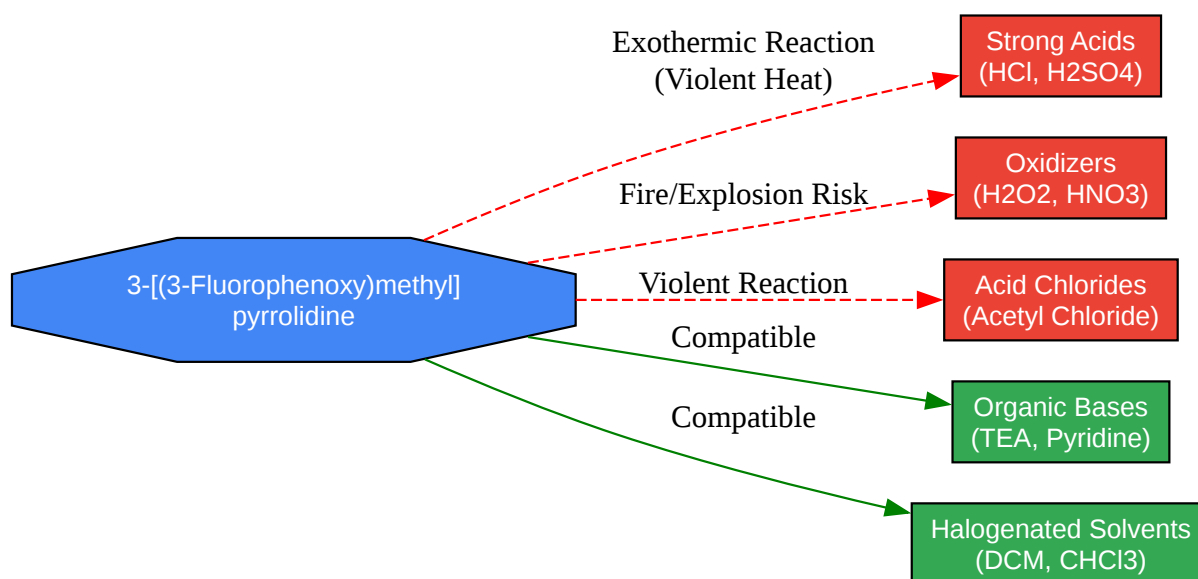 Exothermic Reaction
(Violent Heat)
Strong Acids
(HCl, H2SO4)
Fire/Explosion Risk
Oxidizers
(H2O2, HNO3)
3-[(3-Fluorophenoxy)methyl]
pyrrolidine
Violent Reaction
Acid Chlorides
(Acetyl Chloride)
Compatible
Organic Bases
(TEA, Pyridine)
Compatible
Halogenated Solvents
(DCM, CHCl3)